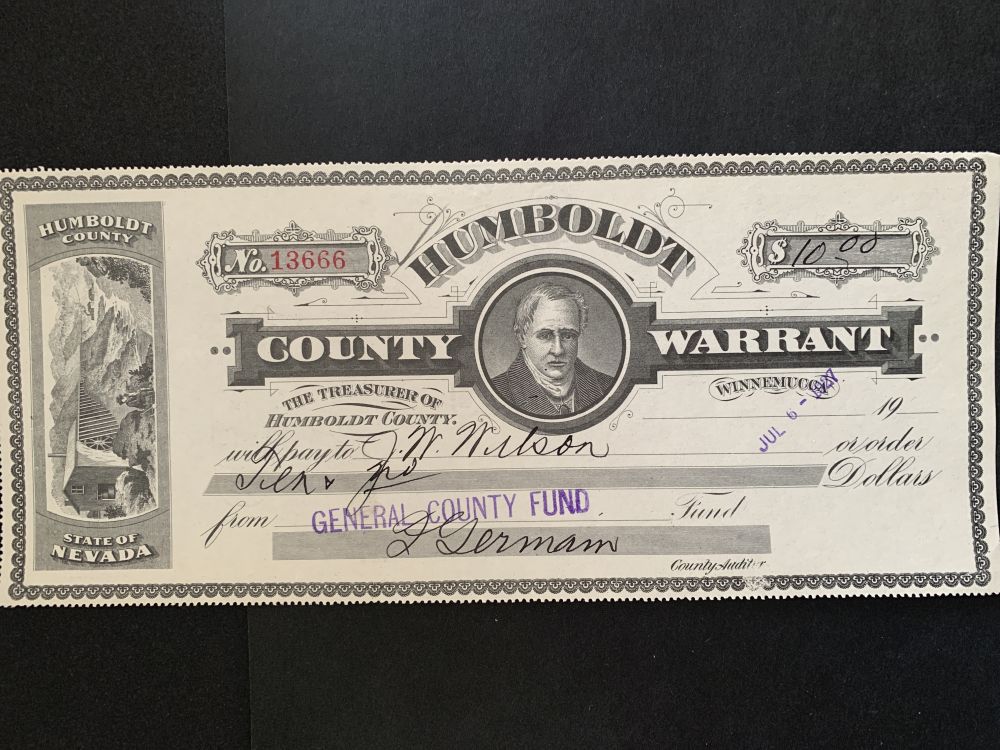 HUMBOLDT
COUNTY
No. 13666
HUMBOLDT
$ 10.00
COUNTY WARRANT
THE TREASURER OF
HUMBOLDT COUNTY.
WINNEMUCCA
JUL 6 - 1927
19
will pay to J. W. Wilson or order
Ten & Dollars
from GENERAL COUNTY FUND Fund
J Germain
County Auditor
STATE OF
NEVADA